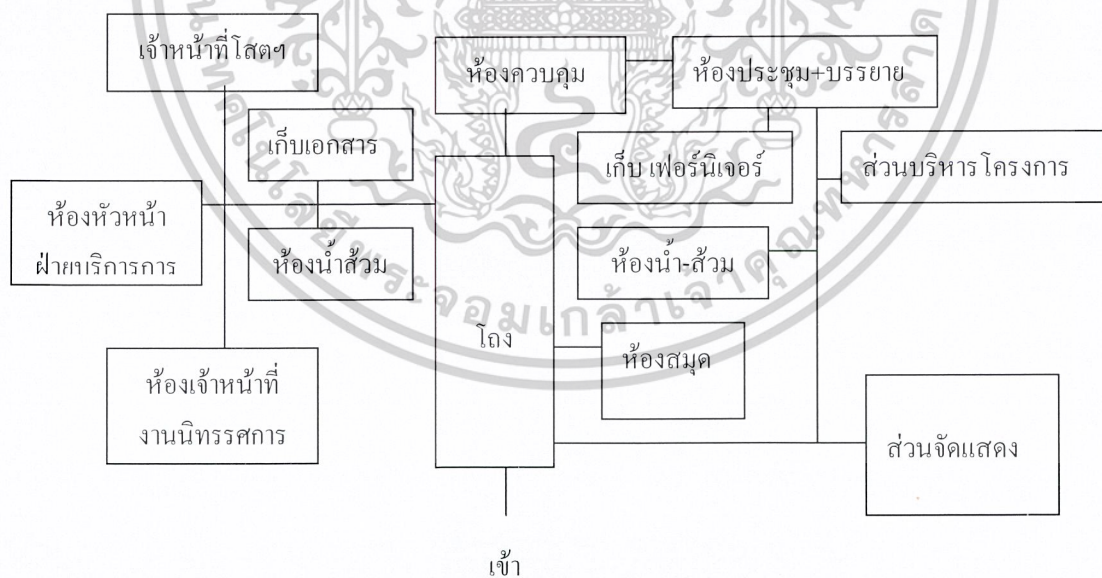 เจ้าหน้าที่โสตฯ
ห้องควบคุม
ห้องประชุม+บรรยาย
เก็บเอกสาร
เก็บ เฟอร์นิเจอร์
ส่วนบริหารโครงการ
ห้องหัวหน้า
ฝ่ายบริการการ
ห้องน้ำส้วม
ห้องน้ำ-ส้วม
โถง
ห้องสมุด
ห้องเจ้าหน้าที่
งานนิทรรศการ
ส่วนจัดแสดง
เข้า